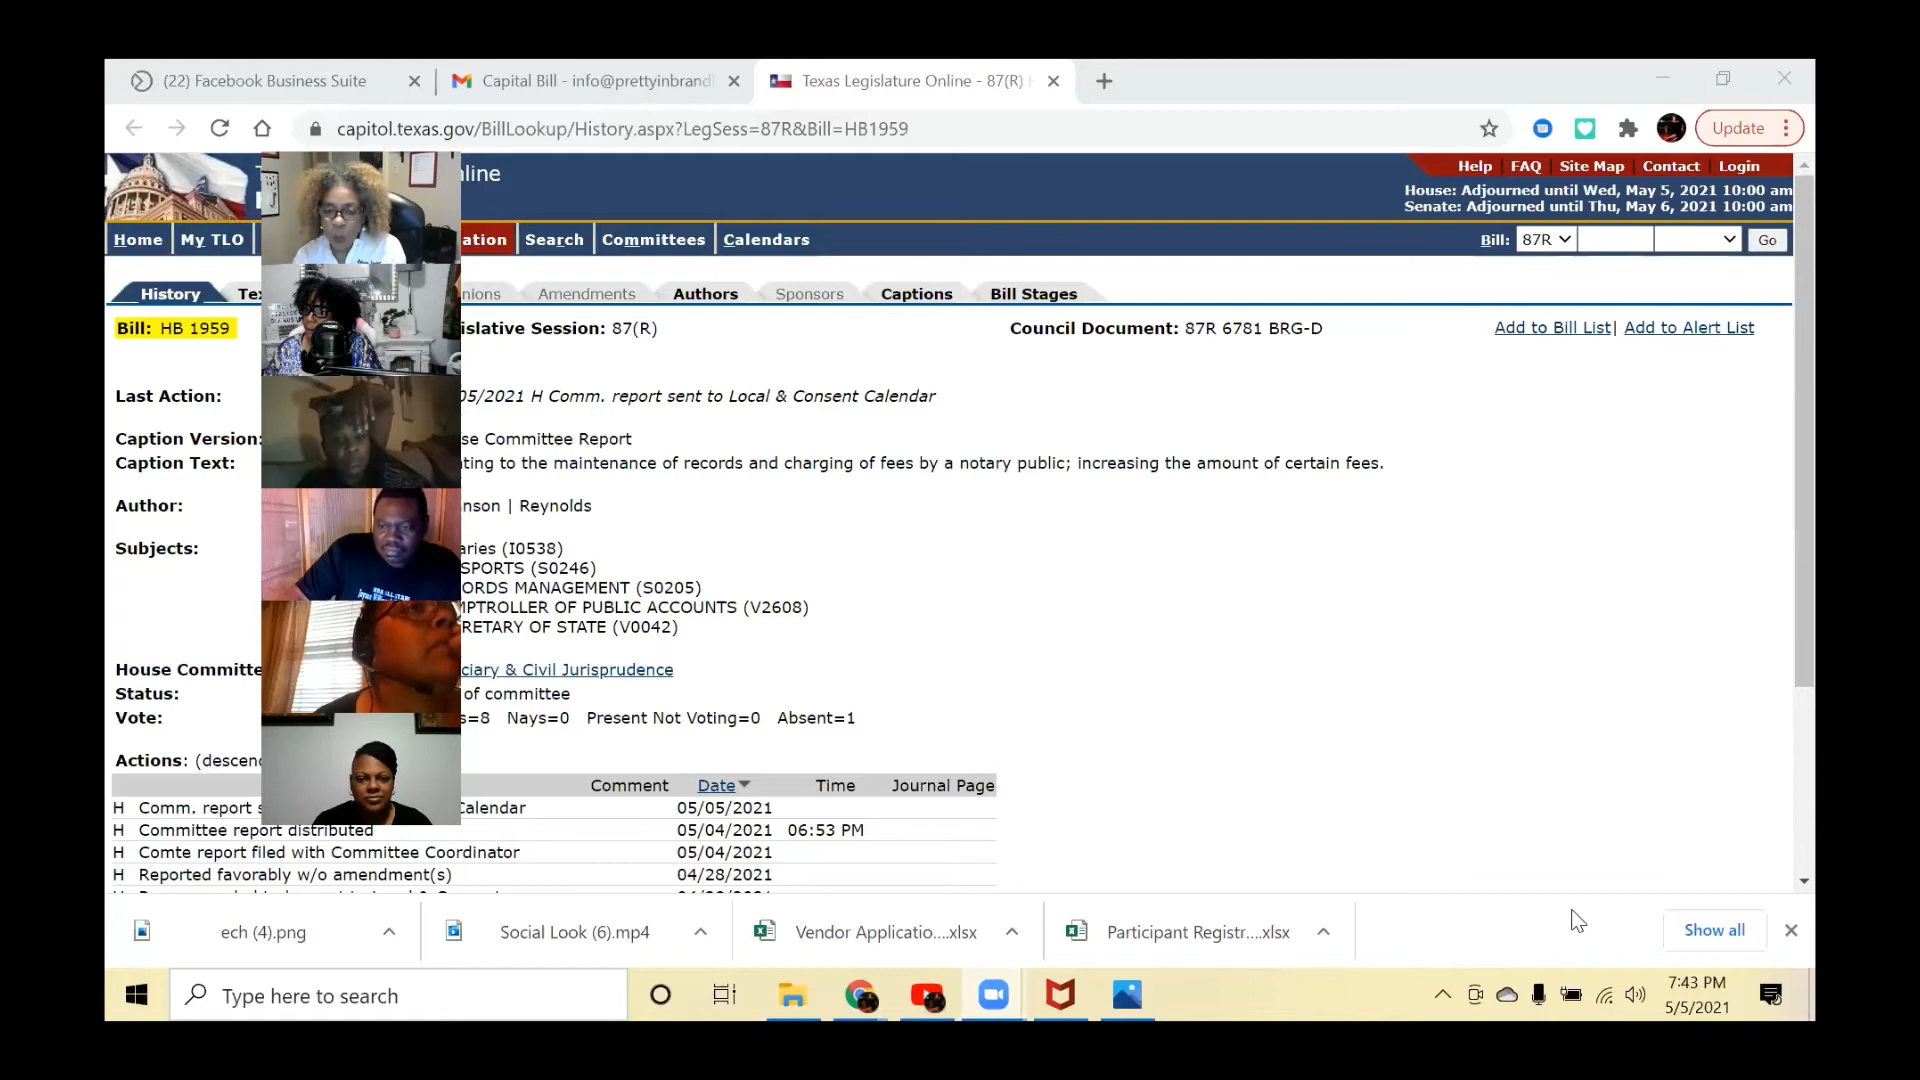 (22) Facebook Business Suite
Capital Bill - info@prettyinbrand
Texas Legislature Online - 87(R)
capitol.texas.gov/BillLookup/History.aspx?LegSess=87R&Bill=HB1959
Update
nline
Help FAQ Site Map Contact Login
House: Adjourned until Wed, May 5, 2021 10:00 am
Senate: Adjourned until Thu, May 6, 2021 10:00 am
Home My TLO ation Search Committees Calendars
Bill: 87R Go
History Tex nions Amendments Authors Sponsors Captions Bill Stages
Bill: HB 1959 islative Session: 87(R) Council Document: 87R 6781 BRG-D Add to Bill List| Add to Alert List
Last Action: 05/2021 H Comm. report sent to Local & Consent Calendar
Caption Version: se Committee Report
Caption Text: ting to the maintenance of records and charging of fees by a notary public; increasing the amount of certain fees.
Author: nson | Reynolds
Subjects: aries (I0538)
SPORTS (S0246)
ORDS MANAGEMENT (S0205)
MPTROLLER OF PUBLIC ACCOUNTS (V2608)
RETARY OF STATE (V0042)
House Committe ciary & Civil Jurisprudence
Status: of committee
Vote: s=8 Nays=0 Present Not Voting=0 Absent=1
Actions: (descend
Comment Date Time Journal Page
H Comm. report s Calendar 05/05/2021
H Committee report distributed 05/04/2021 06:53 PM
H Comte report filed with Committee Coordinator 05/04/2021
H Reported favorably w/o amendment(s) 04/28/2021
ech (4).png Social Look (6).mp4 Vendor Applicatio....xlsx Participant Registr....xlsx Show all
Type here to search
7:43 PM
5/5/2021